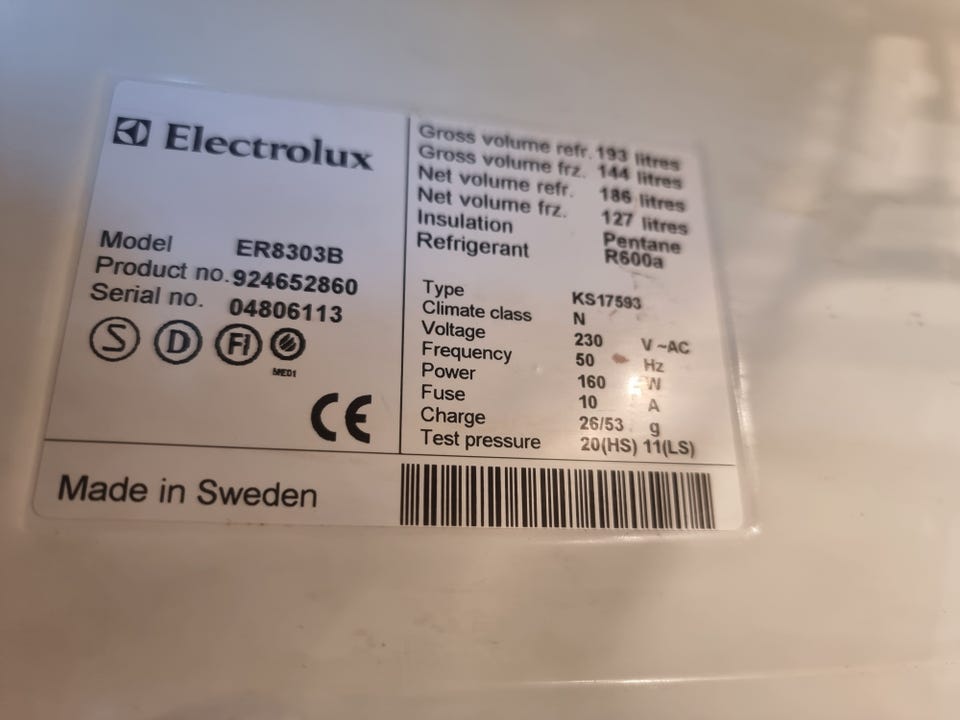 Electrolux
Model ER8303B
Product no. 924652860
Serial no. 04806113
S D FI
MED1
CE
Made in Sweden
Gross volume refr. 193 litres
Gross volume frz. 144 litres
Net volume refr. 186 litres
Net volume frz. 127 litres
Insulation Pentane
Refrigerant R600a
Type KS17593
Climate class N
Voltage 230 V ~AC
Frequency 50 Hz
Power 160 W
Fuse 10 A
Charge 26/53 g
Test pressure 20(HS) 11(LS)